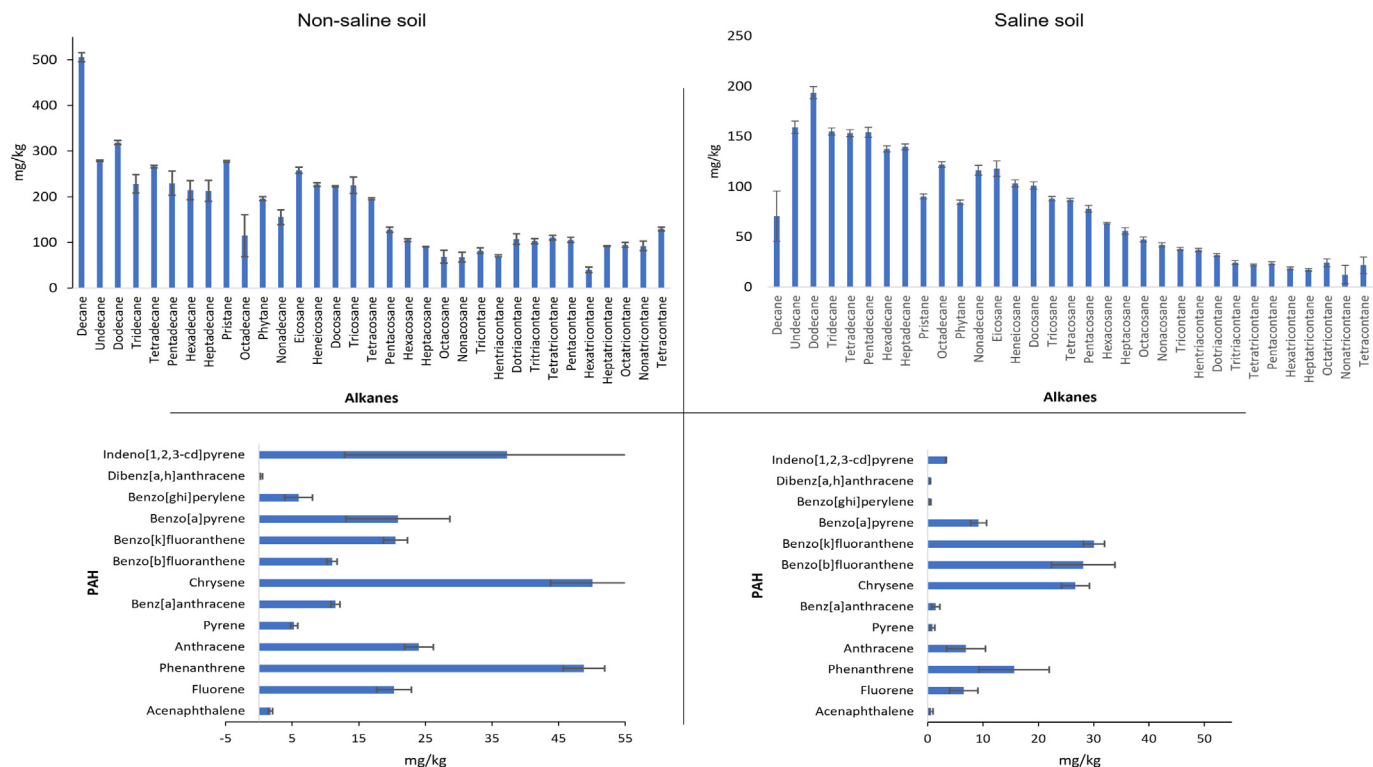 Non-saline soil
500
400
300
200
100
0
mg/kg
Decane
Undecane
Dodecane
Tridecane
Tetradecane
Pentadecane
Hexadecane
Heptadecane
Pristane
Octadecane
Phytane
Nonadecane
Eicosane
Heneicosane
Docosane
Tricosane
Tetracosane
Pentacosane
Hexacosane
Heptacosane
Octacosane
Nonacosane
Tricontane
Hentriacontane
Dotriacontane
Tritriacontane
Tetratricontane
Pentacontane
Hexatricontane
Heptatricontane
Octatricontane
Nonatricontane
Tetracontane
Alkanes
Saline soil
250
200
150
100
50
0
mg/kg
Decane
Undecane
Dodecane
Tridecane
Tetradecane
Pentadecane
Hexadecane
Heptadecane
Pristane
Octadecane
Phytane
Nonadecane
Eicosane
Heneicosane
Docosane
Tricosane
Tetracosane
Pentacosane
Hexacosane
Heptacosane
Octacosane
Nonacosane
Tricontane
Hentriacontane
Dotriacontane
Tritriacontane
Tetratricontane
Pentacontane
Hexatricontane
Heptatricontane
Octatricontane
Nonatricontane
Tetracontane
Alkanes
PAH
Indeno[1,2,3-cd]pyrene
Dibenz[a,h]anthracene
Benzo[ghi]perylene
Benzo[a]pyrene
Benzo[k]fluoranthene
Benzo[b]fluoranthene
Chrysene
Benz[a]anthracene
Pyrene
Anthracene
Phenanthrene
Fluorene
Acenaphthalene
-5 5 15 25 35 45 55
mg/kg
PAH
Indeno[1,2,3-cd]pyrene
Dibenz[a,h]anthracene
Benzo[ghi]perylene
Benzo[a]pyrene
Benzo[k]fluoranthene
Benzo[b]fluoranthene
Chrysene
Benz[a]anthracene
Pyrene
Anthracene
Phenanthrene
Fluorene
Acenaphthalene
0 10 20 30 40 50
mg/kg